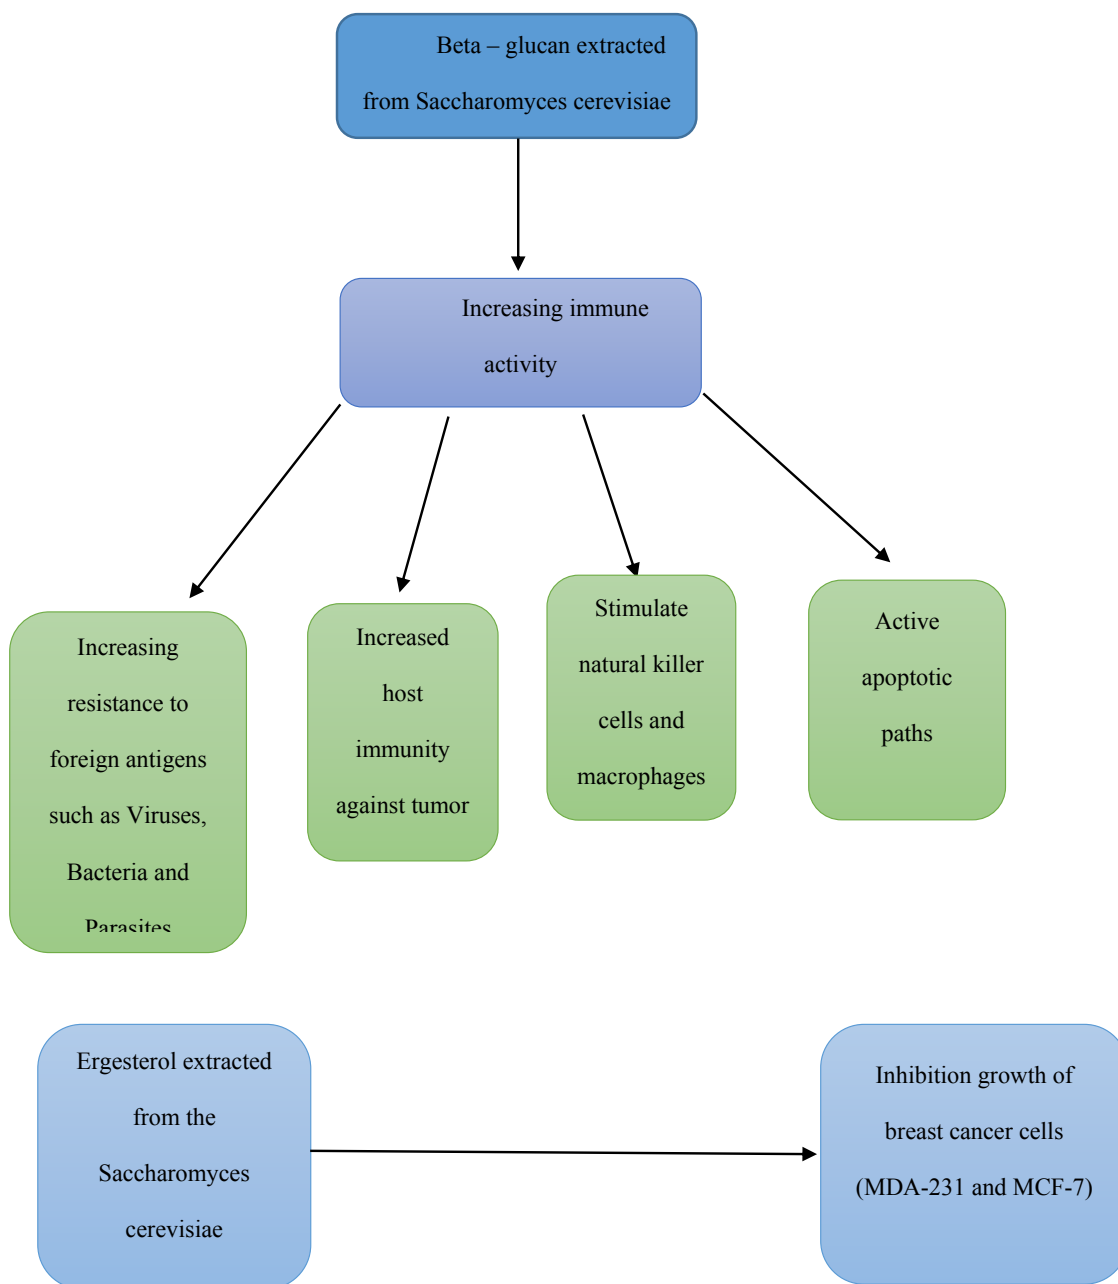 Beta – glucan extracted
from Saccharomyces cerevisiae
Increasing immune
activity
Increasing
resistance to
foreign antigens
such as Viruses,
Bacteria and
Parasites
Increased
host
immunity
against tumor
Stimulate
natural killer
cells and
macrophages
Active
apoptotic
paths
Ergesterol extracted
from the
Saccharomyces
cerevisiae
Inhibition growth of
breast cancer cells
(MDA-231 and MCF-7)